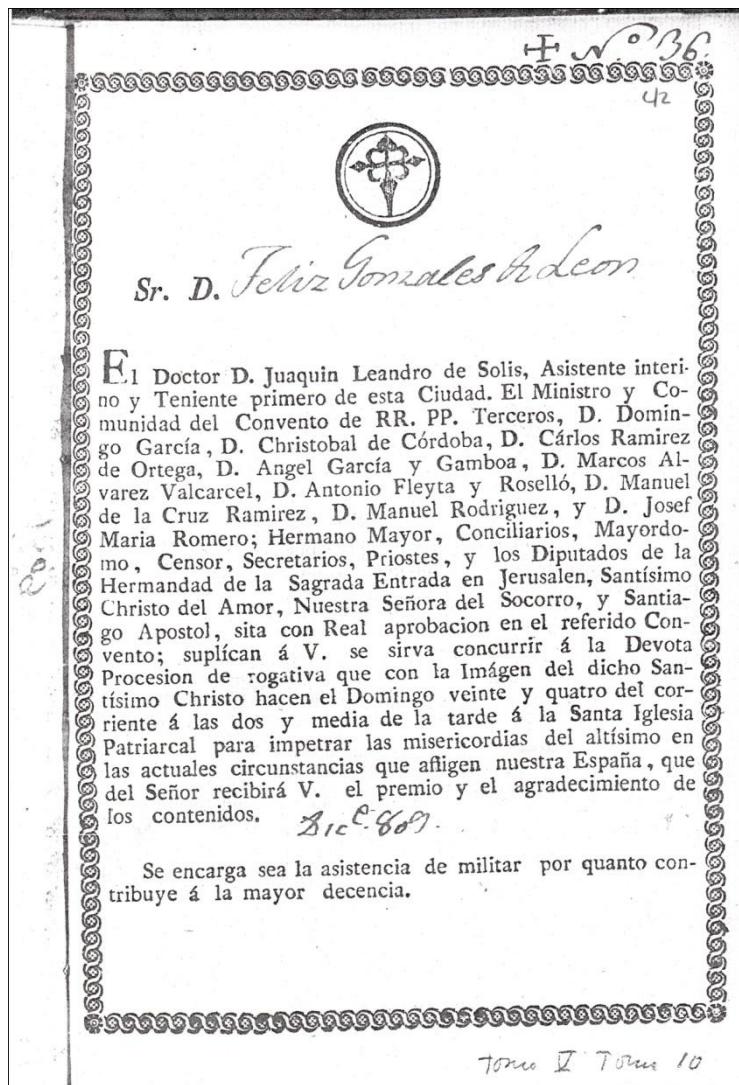 + Nº 36.
42
Sr. D. Feliz Gonzales de Leon
El Doctor D. Juaquin Leandro de Solis, Asistente interi-
no y Teniente primero de esta Ciudad. El Ministro y Co-
munidad del Convento de RR. PP. Terceros, D. Domin-
go García, D. Christobal de Córdoba, D. Cárlos Ramirez
de Ortega, D. Angel García y Gamboa, D. Marcos Al-
varez Valcarcel, D. Antonio Fleyta y Roselló, D. Manuel
de la Cruz Ramirez, D. Manuel Rodriguez, y D. Josef
Maria Romero; Hermano Mayor, Conciliarios, Mayordo-
mo, Censor, Secretarios, Priostes, y los Diputados de la
Hermandad de la Sagrada Entrada en Jerusalen, Santísimo
Christo del Amor, Nuestra Señora del Socorro, y Santia-
go Apostol, sita con Real aprobacion en el referido Con-
vento; suplícan á V. se sirva concurrir á la Devota
Procesion de rogativa que con la Imágen del dicho San-
tísimo Christo hacen el Domingo veinte y quatro del cor-
riente á las dos y media de la tarde á la Santa Iglesia
Patriarcal para impetrar las misericordias del altísimo en
las actuales circunstancias que afligen nuestra España, que
del Señor recibirá V. el premio y el agradecimiento de
los contenidos. Dice. 809.
Se encarga sea la asistencia de militar por quanto con-
tribuye á la mayor decencia.
Tomo V Tomo 10